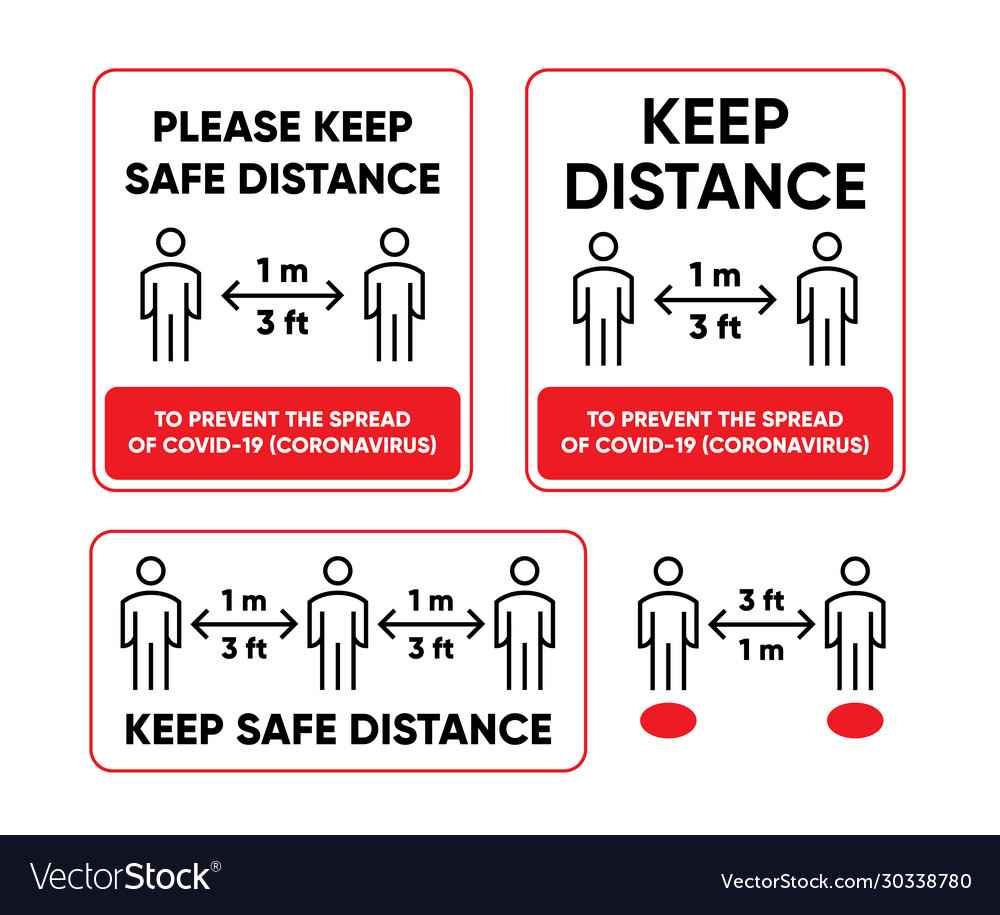 PLEASE KEEP
SAFE DISTANCE
1 m
3 ft
TO PREVENT THE SPREAD
OF COVID-19 (CORONAVIRUS)
KEEP
DISTANCE
1 m
3 ft
TO PREVENT THE SPREAD
OF COVID-19 (CORONAVIRUS)
1 m 1 m
3 ft 3 ft
KEEP SAFE DISTANCE
3 ft
1 m
VectorStock®
VectorStock.com/30338780